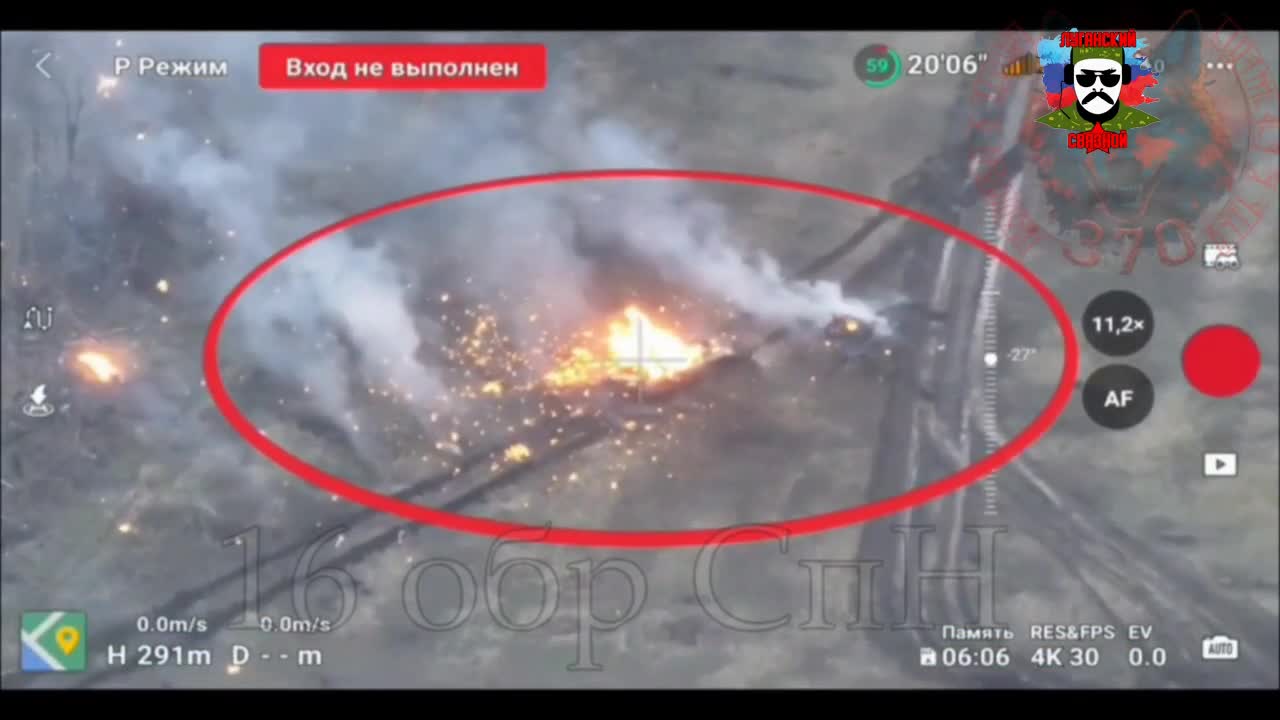 Р Режим
Вход не выполнен
59
20'06"
ЛУГАНСКИЙ
СВЯЗНОЙ
370
11,2×
-27°
AF
16 обр СпН
0.0m/s 0.0m/s
H 291m D - - m
Память RES&FPS EV
06:06 4K 30 0.0
AUTO